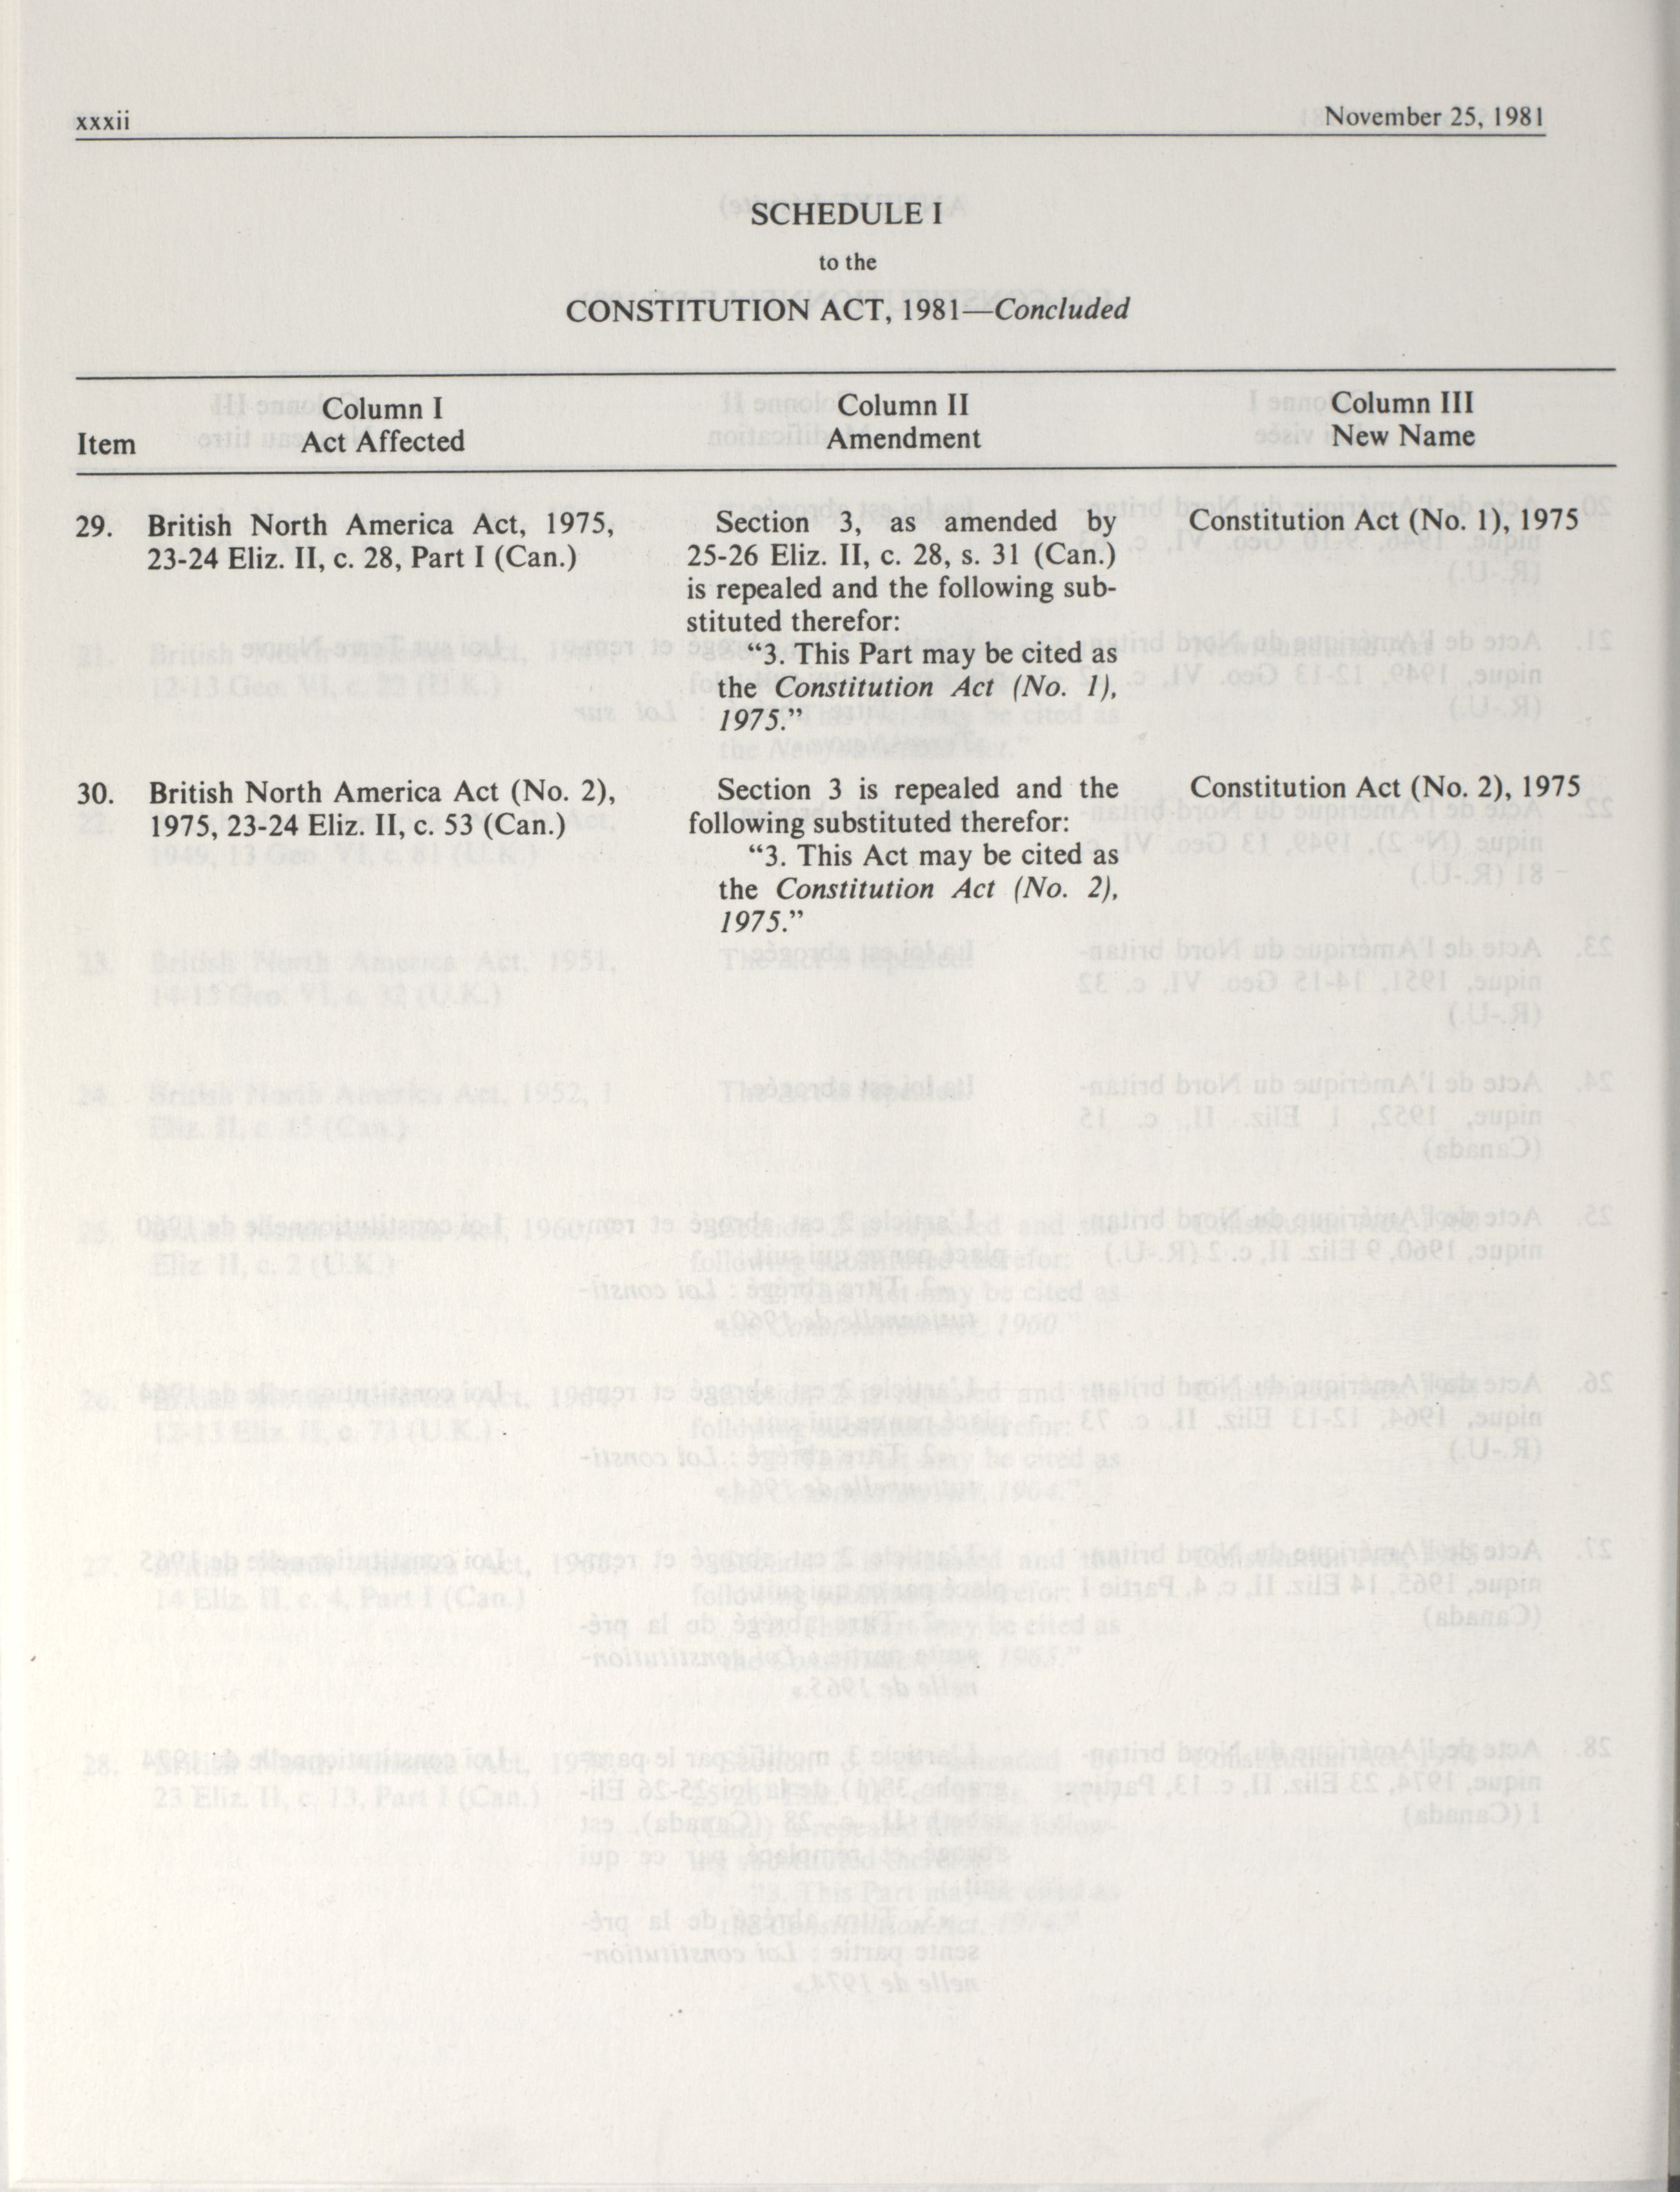 xxxii November 25, 1981
SCHEDULE I
to the
CONSTITUTION ACT, 1981—Concluded
Column I Column II Column III
Item Act Affected Amendment New Name
29. British North America Act, 1975,
23-24 Eliz. II, c. 28, Part I (Can.)
Section 3, as amended by
25-26 Eliz. II, c. 28, s. 31 (Can.)
is repealed and the following sub-
stituted therefor:
“3. This Part may be cited as
the Constitution Act (No. 1),
1975.”
Constitution Act (No. 1), 1975
30. British North America Act (No. 2),
1975, 23-24 Eliz. II, c. 53 (Can.)
Section 3 is repealed and the
following substituted therefor:
“3. This Act may be cited as
the Constitution Act (No. 2),
1975.”
Constitution Act (No. 2), 1975